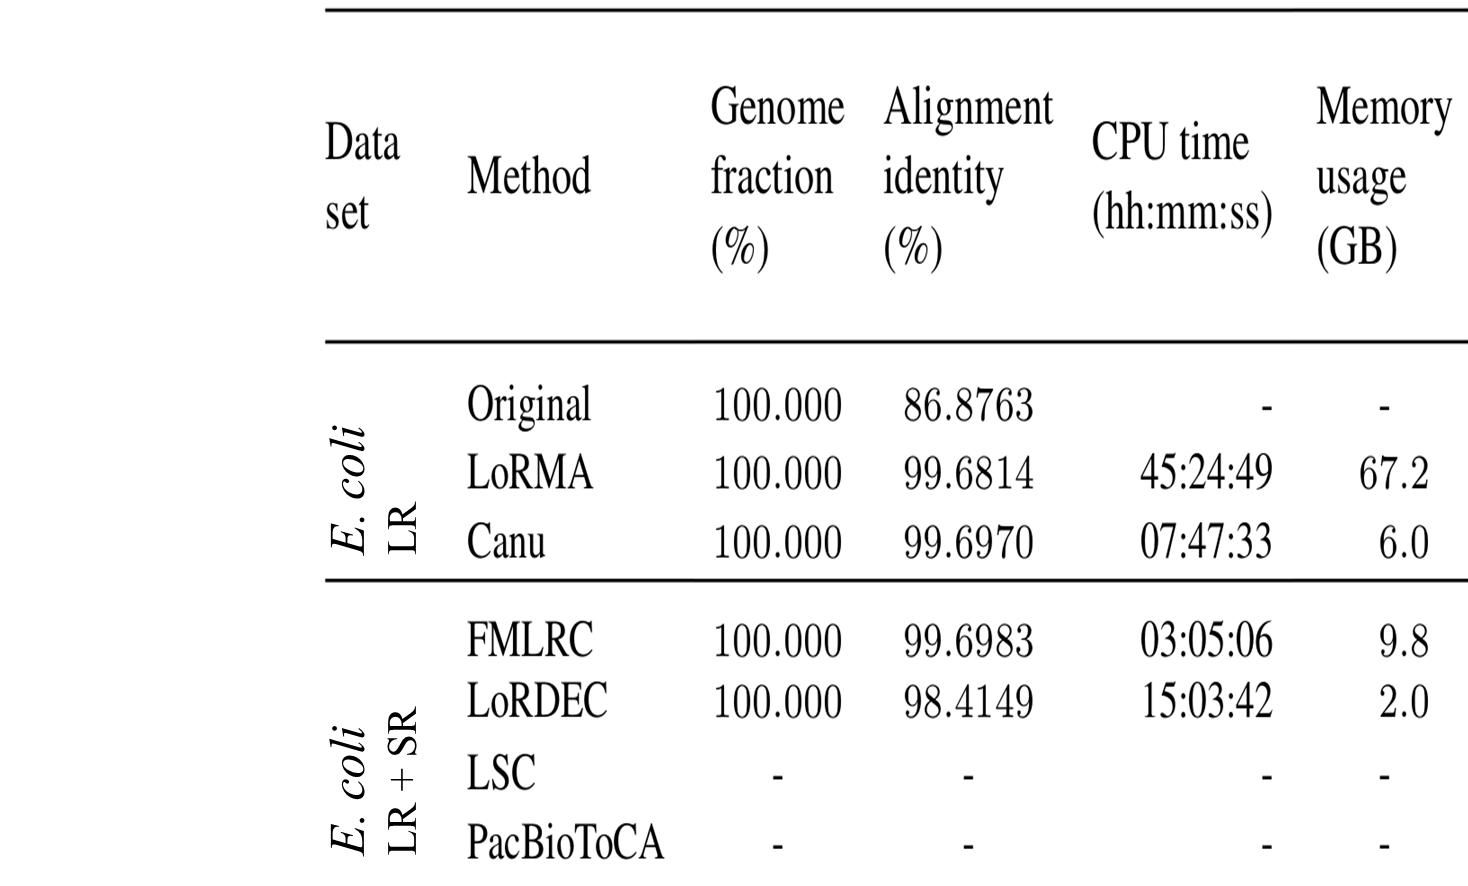 Data set Method Genome fraction (%) Alignment identity (%) CPU time (hh:mm:ss) Memory usage (GB)
E. coli LR
Original 100.000 86.8763 - -
LoRMA 100.000 99.6814 45:24:49 67.2
Canu 100.000 99.6970 07:47:33 6.0
E. coli LR + SR
FMLRC 100.000 99.6983 03:05:06 9.8
LoRDEC 100.000 98.4149 15:03:42 2.0
LSC - - - -
PacBioToCA - - - -